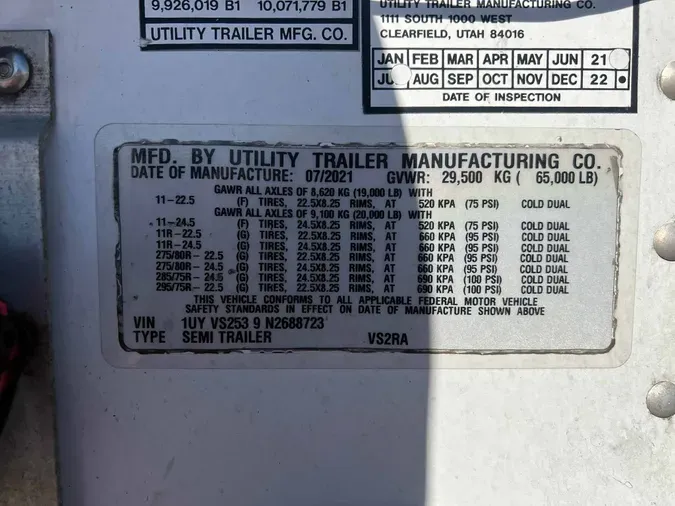 9,926,019 B1 10,071,779 B1
UTILITY TRAILER MFG. CO.
UTILITY TRAILER MANUFACTURING CO.
1111 SOUTH 1000 WEST
CLEARFIELD, UTAH 84016
JAN FEB MAR APR MAY JUN 21
AUG SEP OCT NOV DEC 22
DATE OF INSPECTION
MFD. BY UTILITY TRAILER MANUFACTURING CO.
DATE OF MANUFACTURE: 07/2021 GVWR: 29,500 KG ( 65,000 LB)
GAWR ALL AXLES OF 8,620 KG (19,000 LB) WITH
11-22.5 (F) TIRES, 22.5X8.25 RIMS, AT 520 KPA (75 PSI) COLD DUAL
GAWR ALL AXLES OF 9,100 KG (20,000 LB) WITH
11-24.5 (F) TIRES, 24.5X8.25 RIMS, AT 520 KPA (75 PSI) COLD DUAL
11R-22.5 (G) TIRES, 22.5X8.25 RIMS, AT 660 KPA (95 PSI) COLD DUAL
11R-24.5 (G) TIRES, 24.5X8.25 RIMS, AT 660 KPA (95 PSI) COLD DUAL
275/80R-22.5 (G) TIRES, 22.5X8.25 RIMS, AT 660 KPA (95 PSI) COLD DUAL
275/80R-24.5 (G) TIRES, 24.5X8.25 RIMS, AT 660 KPA (95 PSI) COLD DUAL
285/75R-24.5 (G) TIRES, 24.5X8.25 RIMS, AT 690 KPA (100 PSI) COLD DUAL
295/75R-22.5 (G) TIRES, 22.5X8.25 RIMS, AT 690 KPA (100 PSI) COLD DUAL
THIS VEHICLE CONFORMS TO ALL APPLICABLE FEDERAL MOTOR VEHICLE
SAFETY STANDARDS IN EFFECT ON DATE OF MANUFACTURE SHOWN ABOVE
VIN 1UY VS253 9 N2688723
TYPE SEMI TRAILER VS2RA